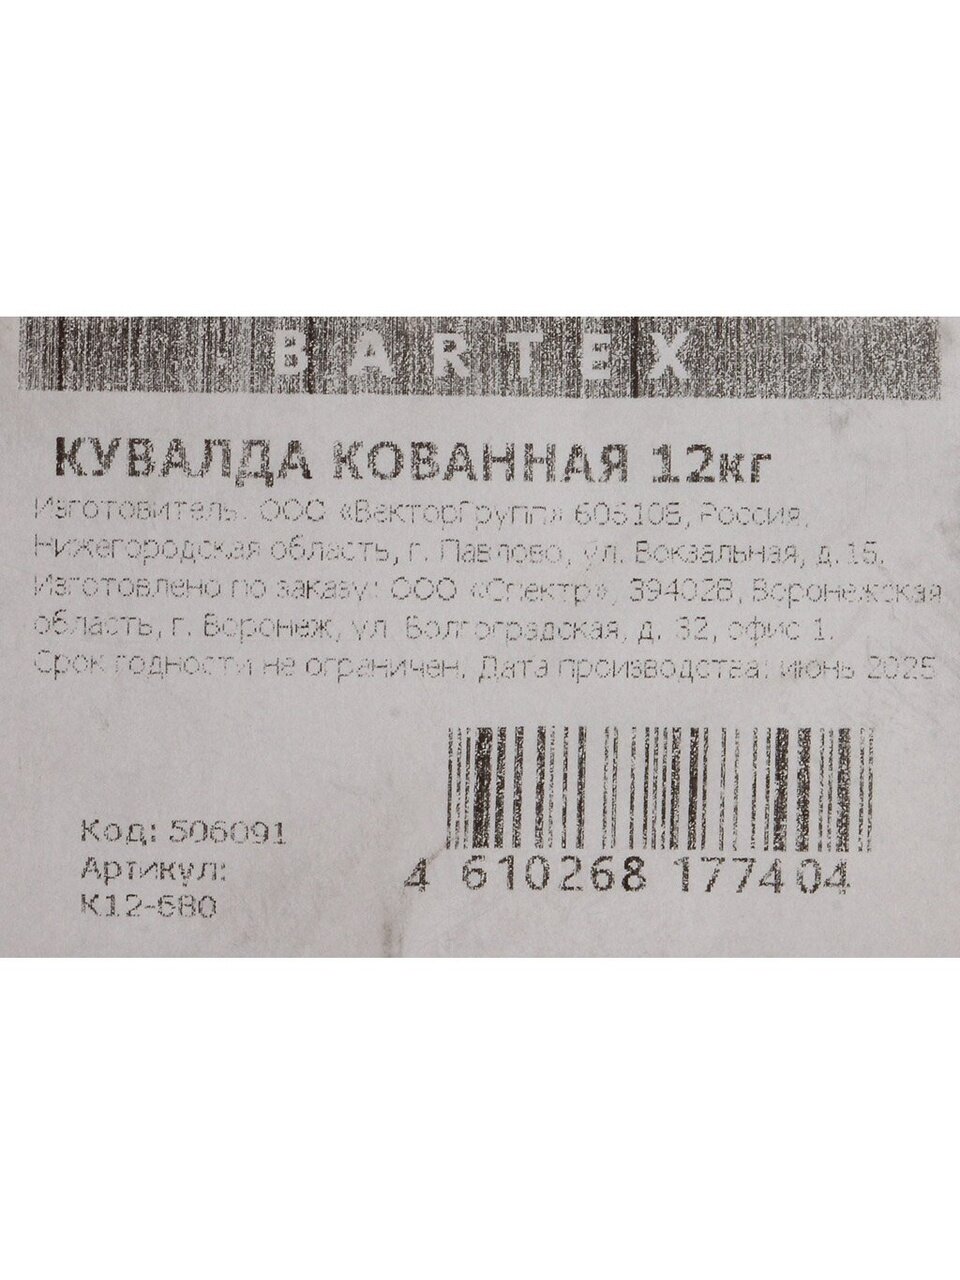 BARTEX
КУВАЛДА КОВАННАЯ 12кг
Изготовитель: ООО «ВекторГрупп» 606108, Россия,
Нижегородская область, г. Павлово, ул. Вокзальная, д.
Изготовлено по заказу: ООО «Спектр», 394028, Воронежская
область, г. Воронеж, ул. Волгоградская, д. 32, офис 1.
Срок годности не ограничен. Дата производства: июнь 2025
Код: 506091
Артикул:
К12-680
4 610268 177404